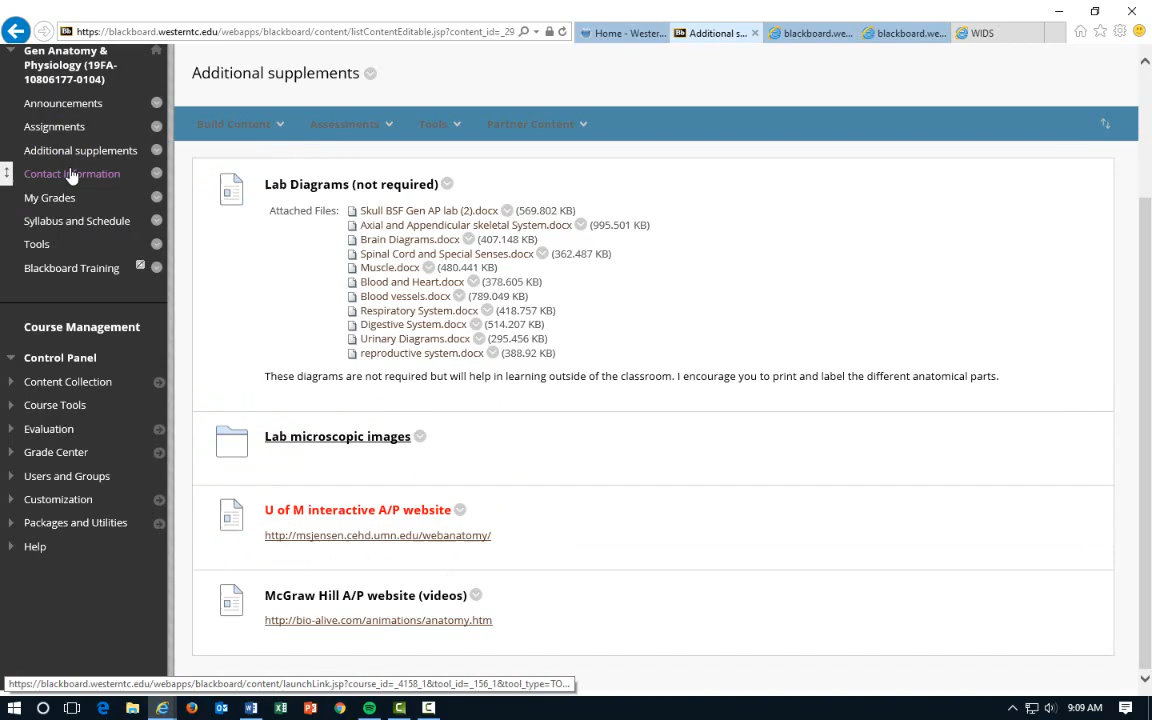 https://blackboard.westerntc.edu/webapps/blackboard/content/listContentEditable.jsp?content_id=_29
Home - Wester...
Additional s...
blackboard.we...
blackboard.we...
WIDS
Gen Anatomy &
Physiology (19FA-
10806177-0104)
Announcements
Assignments
Additional supplements
Contact Information
My Grades
Syllabus and Schedule
Tools
Blackboard Training
Course Management
Control Panel
Content Collection
Course Tools
Evaluation
Grade Center
Users and Groups
Customization
Packages and Utilities
Help
Additional supplements
Build Content
Assessments
Tools
Partner Content
Lab Diagrams (not required)
Attached Files:
Skull BSF Gen AP lab (2).docx (569.802 KB)
Axial and Appendicular skeletal System.docx (995.501 KB)
Brain Diagrams.docx (407.148 KB)
Spinal Cord and Special Senses.docx (362.487 KB)
Muscle.docx (480.441 KB)
Blood and Heart.docx (378.605 KB)
Blood vessels.docx (789.049 KB)
Respiratory System.docx (418.757 KB)
Digestive System.docx (514.207 KB)
Urinary Diagrams.docx (295.456 KB)
reproductive system.docx (388.92 KB)
These diagrams are not required but will help in learning outside of the classroom. I encourage you to print and label the different anatomical parts.
Lab microscopic images
U of M interactive A/P website
http://msjensen.cehd.umn.edu/webanatomy/
McGraw Hill A/P website (videos)
http://bio-alive.com/animations/anatomy.htm
https://blackboard.westerntc.edu/webapps/blackboard/content/launchLink.jsp?course_id=_4158_1&tool_id=_156_1&tool_type=TO...
9:09 AM